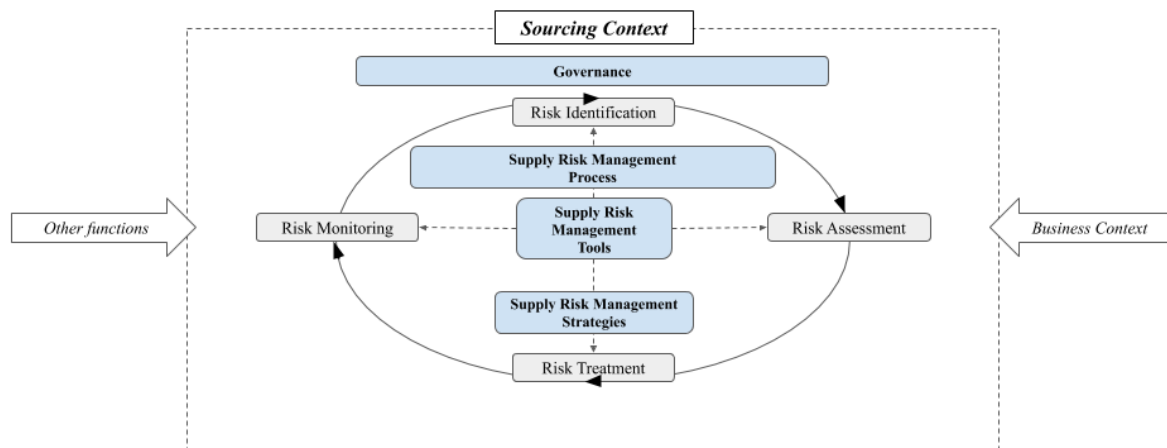 Sourcing Context
Governance
Risk Identification
Supply Risk Management
Process
Other functions
Risk Monitoring
Supply Risk
Management
Tools
Risk Assessment
Business Context
Supply Risk Management
Strategies
Risk Treatment